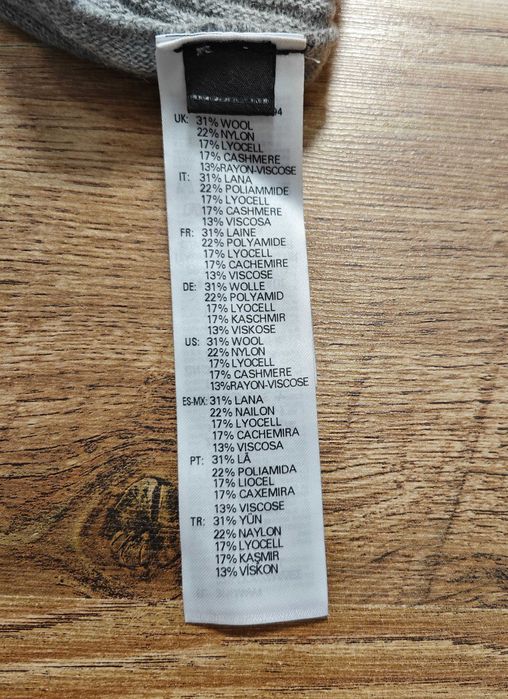 94
UK: 31% WOOL
22% NYLON
17% LYOCELL
17% CASHMERE
13%RAYON-VISCOSE
IT: 31% LANA
22% POLIAMMIDE
17% LYOCELL
17% CASHMERE
13% VISCOSA
FR: 31% LAINE
22% POLYAMIDE
17% LYOCELL
17% CACHEMIRE
13% VISCOSE
DE: 31% WOLLE
22% POLYAMID
17% LYOCELL
17% KASCHMIR
13% VISKOSE
US: 31% WOOL
22% NYLON
17% LYOCELL
17% CASHMERE
13%RAYON-VISCOSE
ES-MX: 31% LANA
22% NAILON
17% LYOCELL
17% CACHEMIRA
13% VISCOSA
PT: 31% LÃ
22% POLIAMIDA
17% LIOCEL
17% CAXEMIRA
13% VISCOSE
TR: 31% YÜN
22% NAYLON
17% LYOCELL
17% KAŞMIR
13% VİSKON